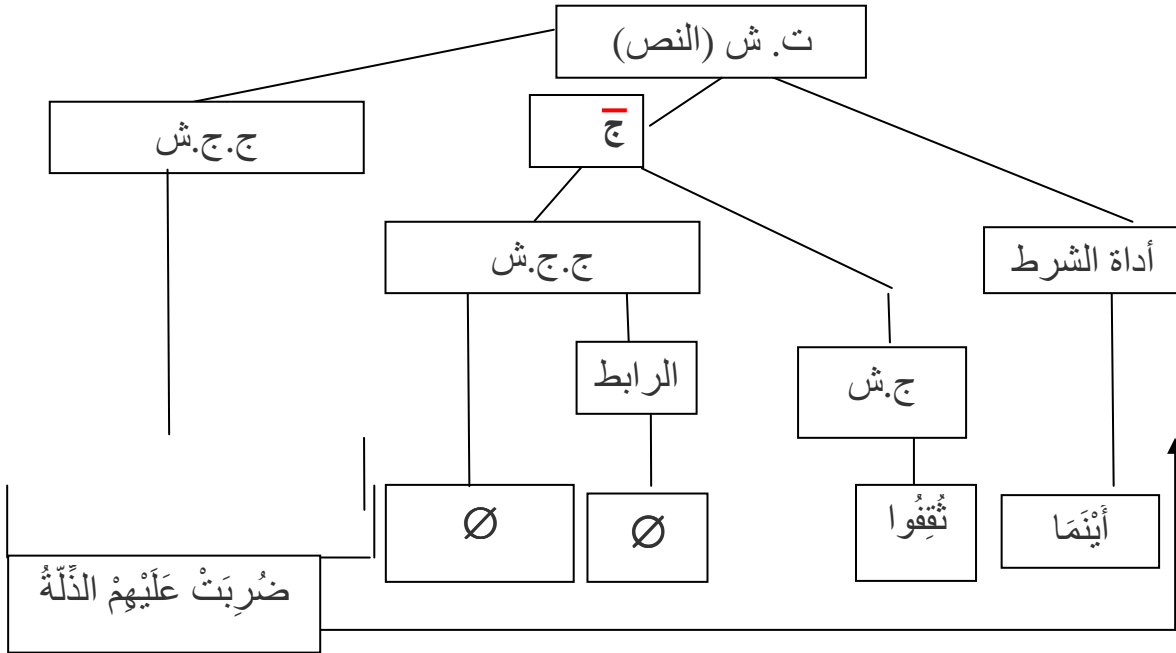 ت. ش (النص)
ج
ج.ج.ش
ج.ج.ش
أداة الشرط
الرابط
ج.ش
أَيْنَمَا
ثُقِفُوا
Ø
Ø
ضُرِبَتْ عَلَيْهِمْ الذِّلّةُ